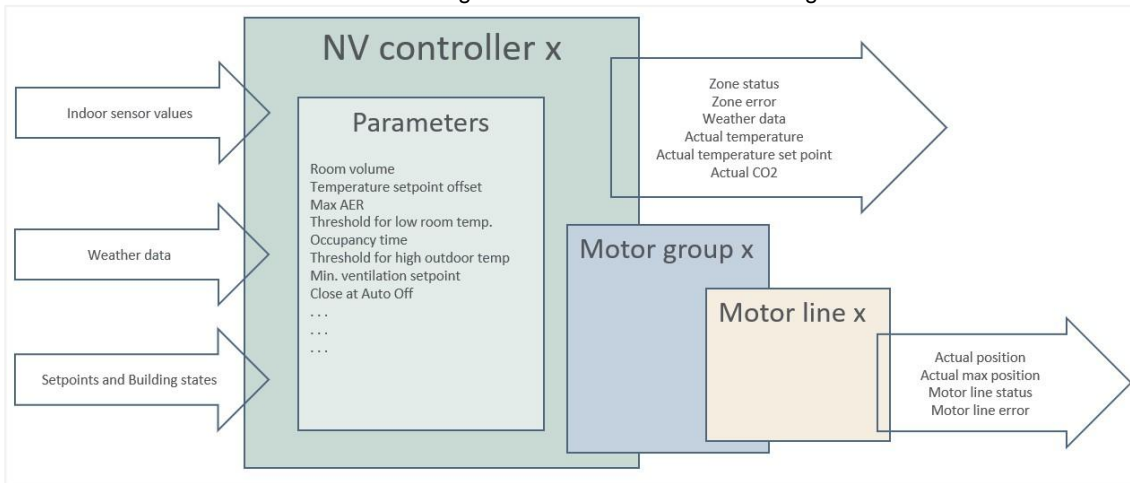 NV controller x
Indoor sensor values
Weather data
Setpoints and Building states
Parameters
Room volume
Temperature setpoint offset
Max AER
Threshold for low room temp.
Occupancy time
Threshold for high outdoor temp
Min. ventilation setpoint
Close at Auto Off
. . .
. . .
. . .
Zone status
Zone error
Weather data
Actual temperature
Actual temperature set point
Actual CO2
Motor group x
Motor line x
Actual position
Actual max position
Motor line status
Motor line error